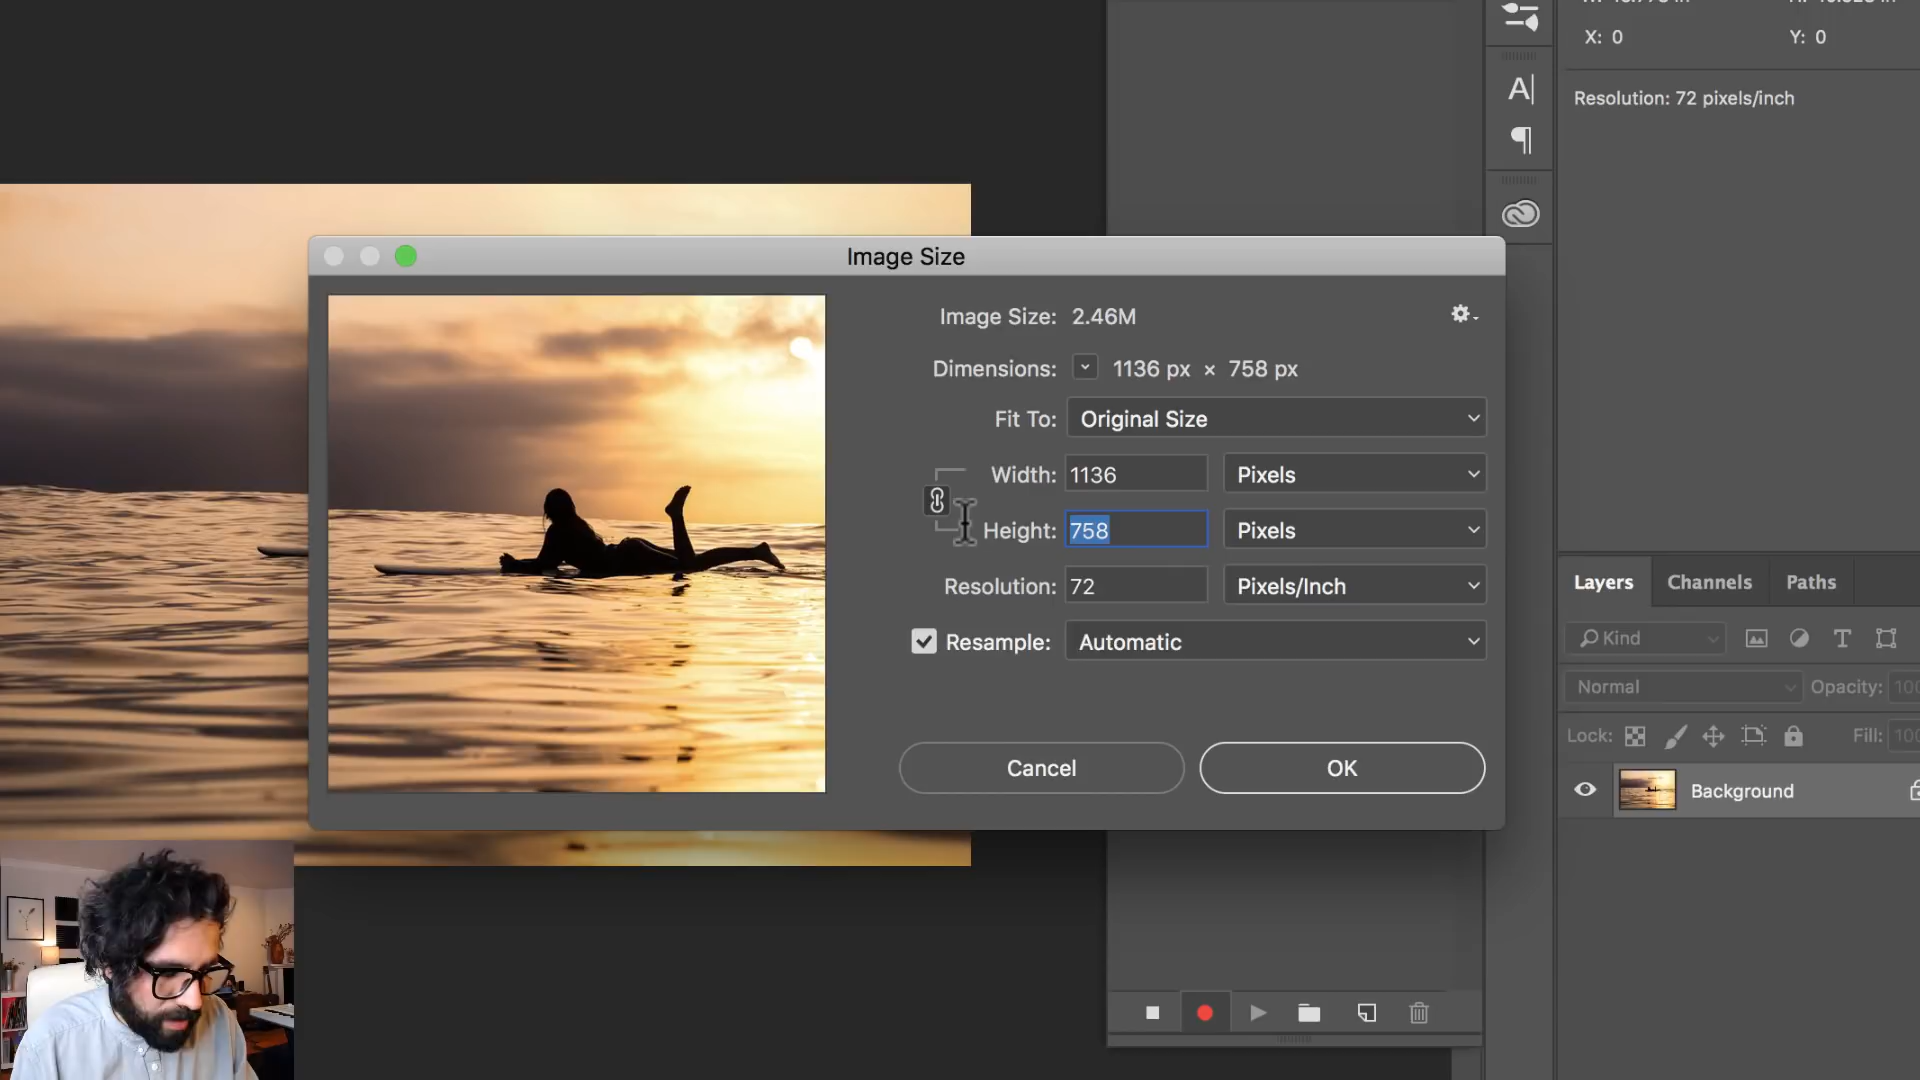 X: 0 Y: 0
Resolution: 72 pixels/inch
Image Size
Image Size: 2.46M
Dimensions: 1136 px × 758 px
Fit To: Original Size
Width: 1136 Pixels
Height: 758 Pixels
Resolution: 72 Pixels/Inch
Resample: Automatic
Cancel OK
Layers Channels Paths
Kind
Normal Opacity: 100
Lock: Fill: 100
Background